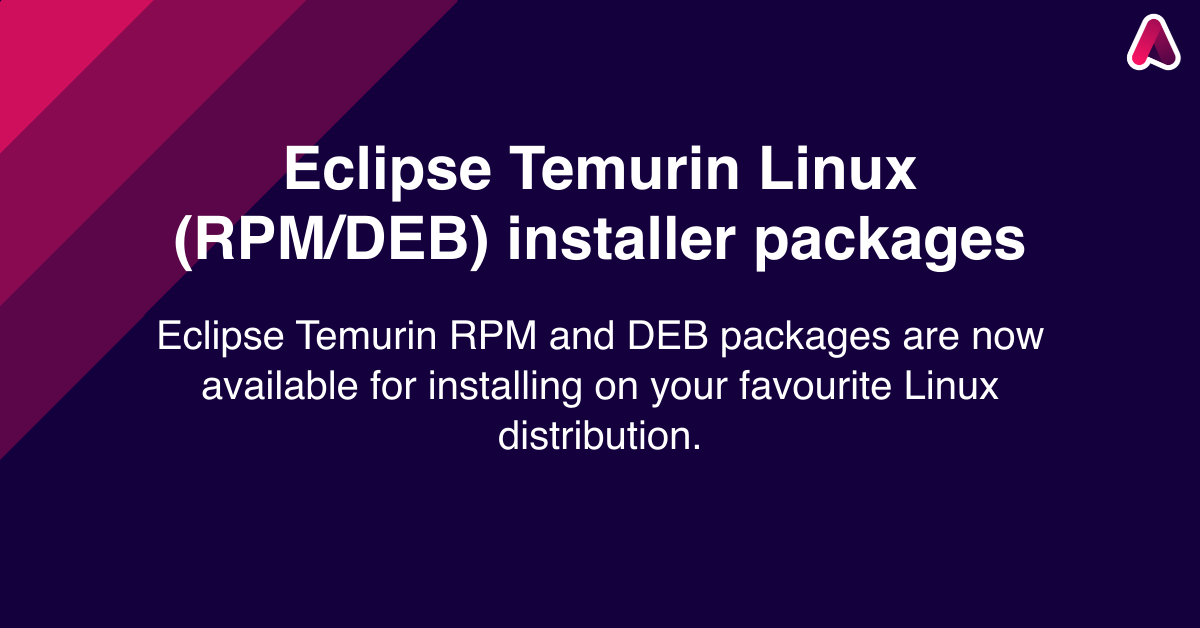 Eclipse Temurin Linux
(RPM/DEB) installer packages
Eclipse Temurin RPM and DEB packages are now
available for installing on your favourite Linux
distribution.